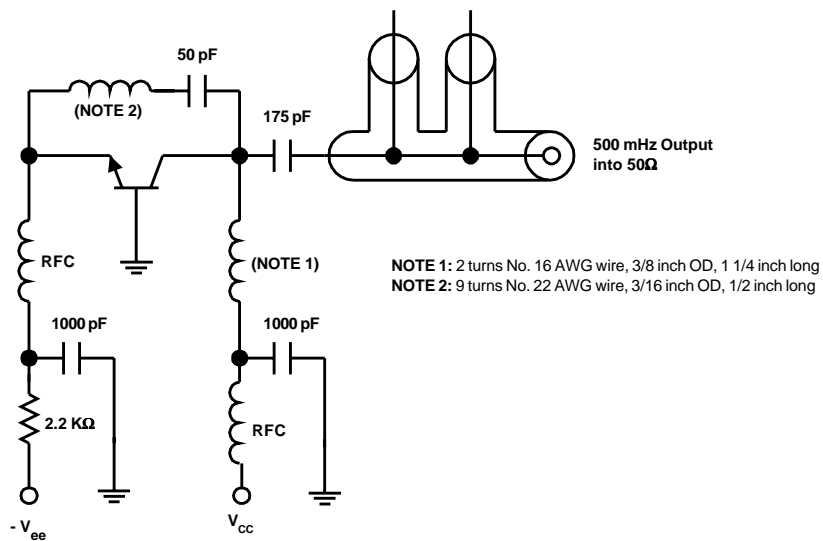 50 pF
(NOTE 2)
175 pF
500 mHz Output
into 50Ω
RFC
(NOTE 1)
NOTE 1: 2 turns No. 16 AWG wire, 3/8 inch OD, 1 1/4 inch long
NOTE 2: 9 turns No. 22 AWG wire, 3/16 inch OD, 1/2 inch long
1000 pF
1000 pF
2.2 KΩ
RFC
- Vee
VCC